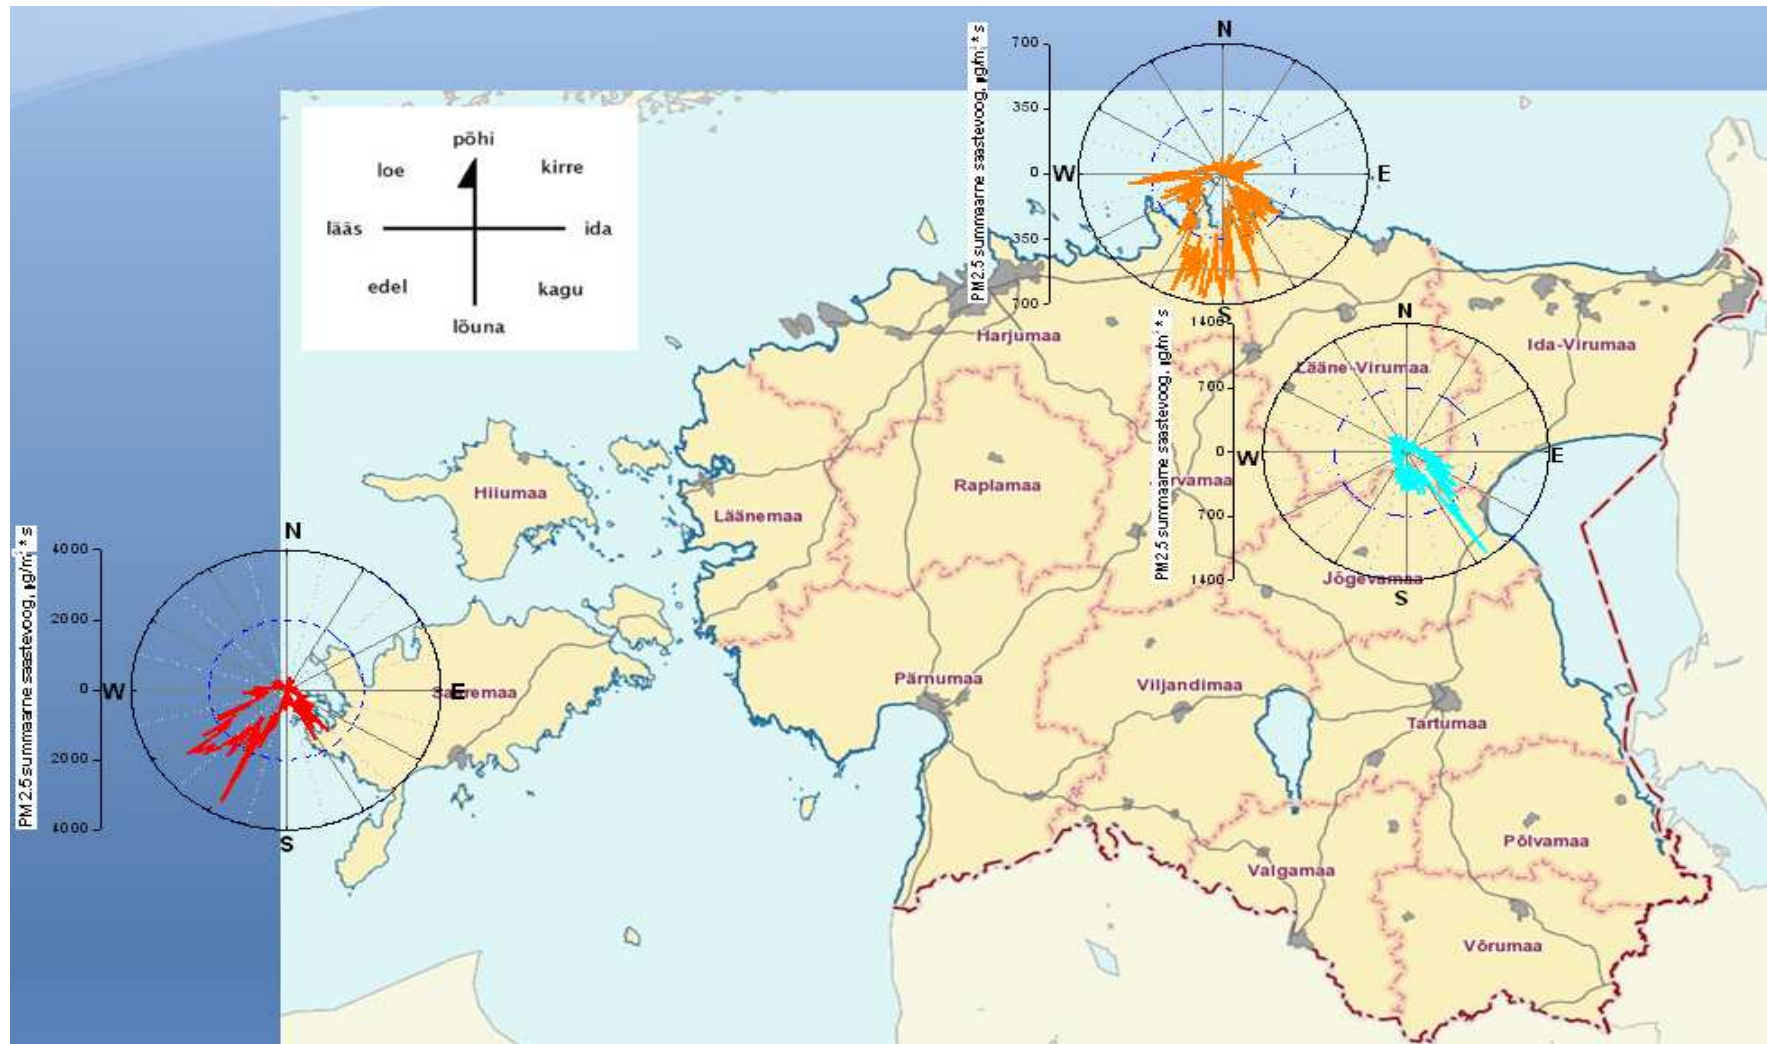 N
PM2.5 summaarne saastevoog, µg/m² * s
700
350
0
350
700
W
E
S
põhi
loe
kirre
lääs
ida
edel
kagu
lõuna
N
PM2.5 summaarne saastevoog, µg/m² * s
1400
700
0
700
1400
W
E
S
Harjumaa
Lääne-Virumaa
Ida-Virumaa
Hiiumaa
Läänemaa
Raplamaa
rvamaa
Jõgevamaa
N
PM2.5 summaarne saastevoog, µg/m² * s
4000
2000
0
2000
4000
W
E
S
Pärnumaa
Viljandimaa
Tartumaa
Valgamaa
Põlvamaa
Võrumaa